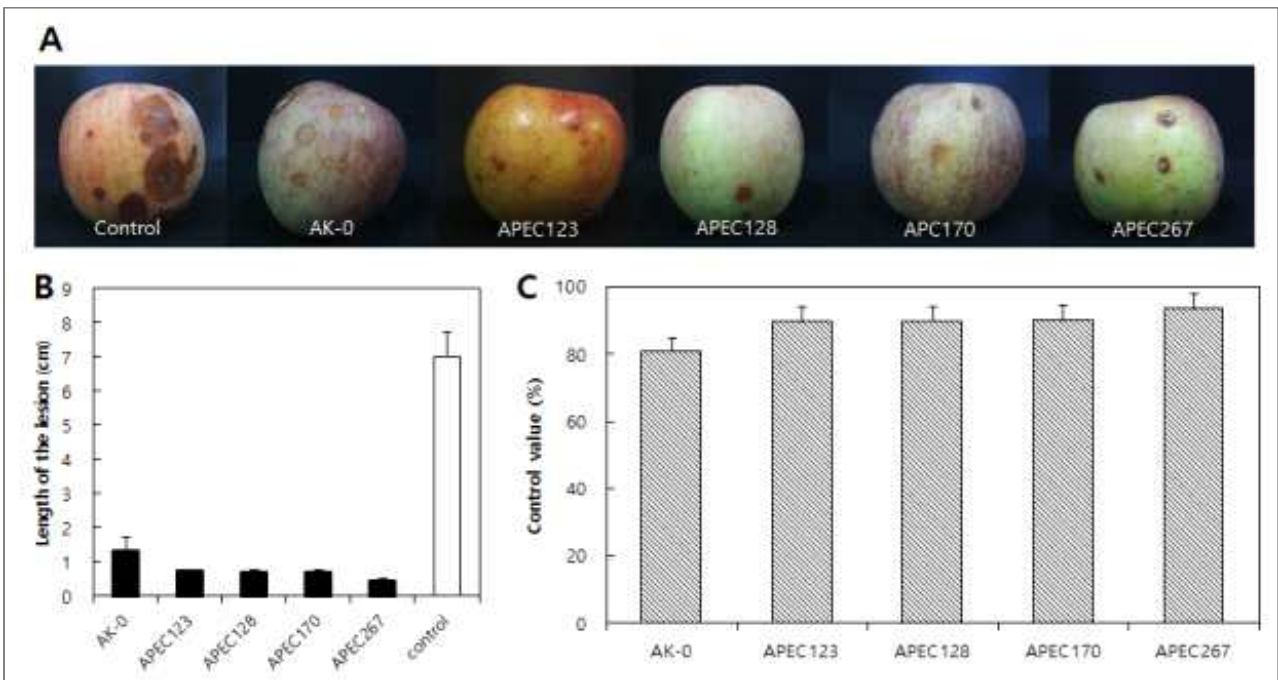 A
Control AK-0 APEC123 APEC128 APC170 APEC267
B
9
8
7
6
5
4
3
2
1
0
Length of the lesion (cm)
AK-0 APEC123 APEC128 APEC170 APEC267 control
C
100
80
60
40
20
0
Control value (%)
AK-0 APEC123 APEC128 APEC170 APEC267